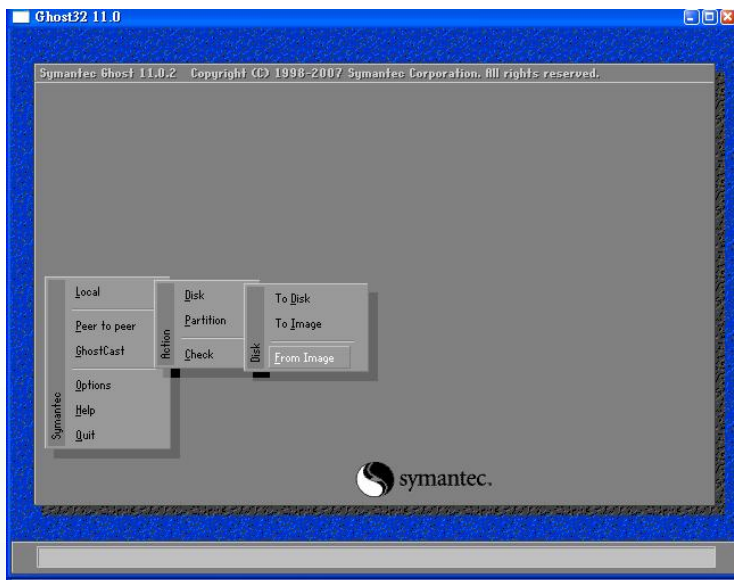 Ghost32 11.0
Symantec Ghost 11.0.2 Copyright (C) 1998-2007 Symantec Corporation. All rights reserved.
Symantec
Local
Peer to peer
GhostCast
Options
Help
Quit
Action
Disk
Partition
Check
Disk
To Disk
To Image
From Image
symantec.